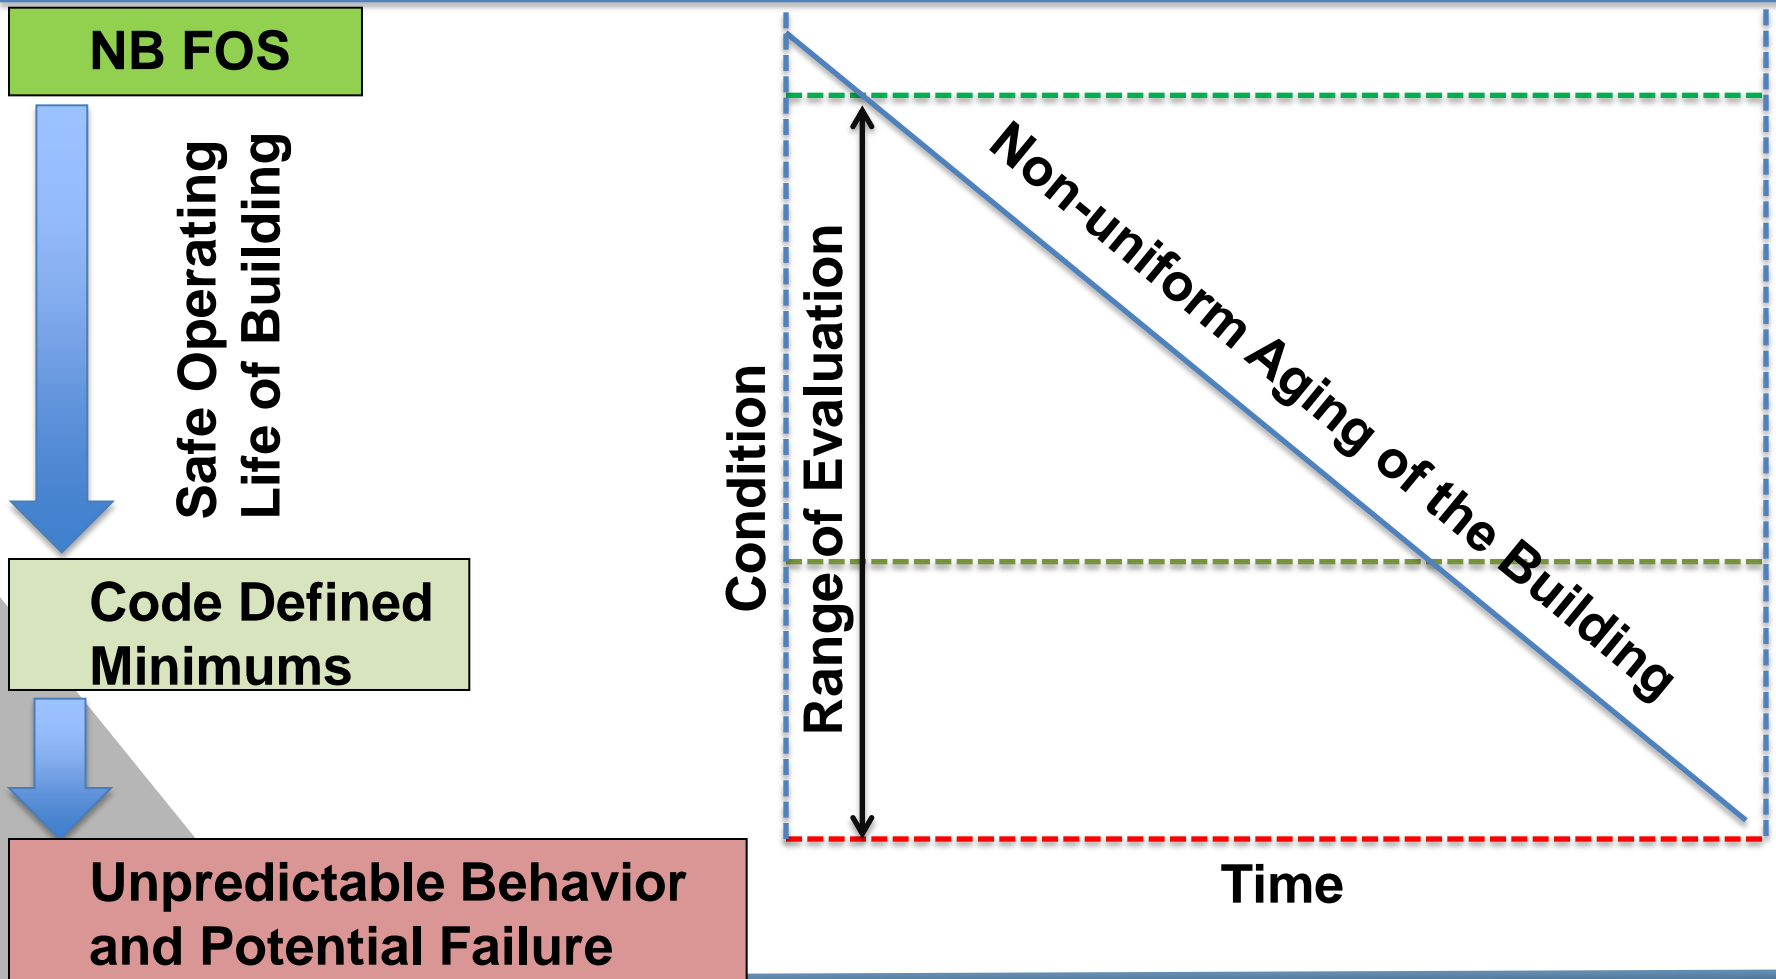 NB FOS
Safe Operating
Life of Building
Code Defined
Minimums
Unpredictable Behavior
and Potential Failure
Condition
Range of Evaluation
Non-uniform Aging of the Building
Time